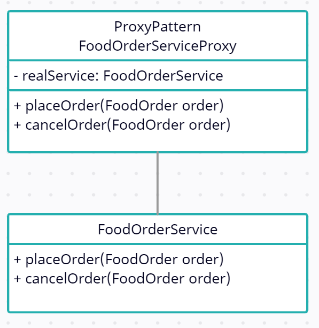 ProxyPattern
FoodOrderServiceProxy
- realService: FoodOrderService
+ placeOrder(FoodOrder order)
+ cancelOrder(FoodOrder order)
FoodOrderService
+ placeOrder(FoodOrder order)
+ cancelOrder(FoodOrder order)